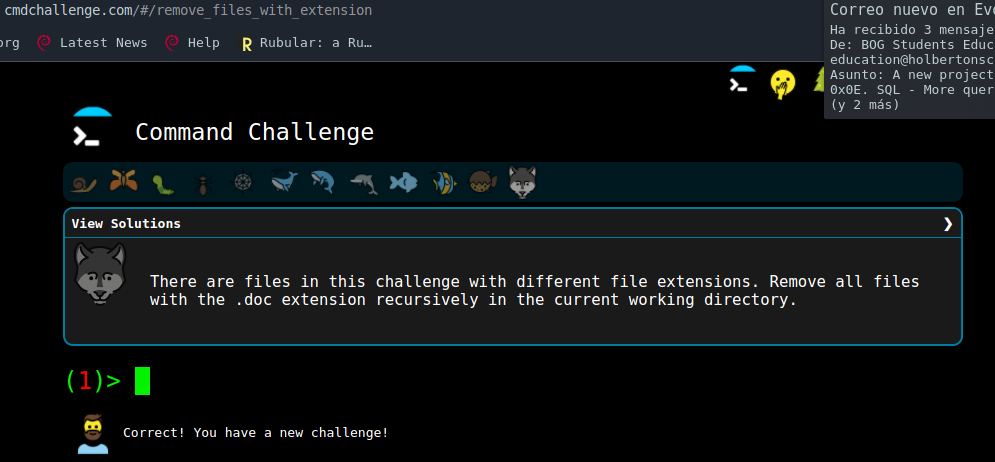 cmdchallenge.com/#/remove_files_with_extension
org Latest News Help R Rubular: a Ru…
Correo nuevo en Evo
Ha recibido 3 mensaje
De: BOG Students Educ
education@holbertonsc
Asunto: A new project
0x0E. SQL - More quer
(y 2 más)
Command Challenge
View Solutions
There are files in this challenge with different file extensions. Remove all files
with the .doc extension recursively in the current working directory.
(1)>
Correct! You have a new challenge!